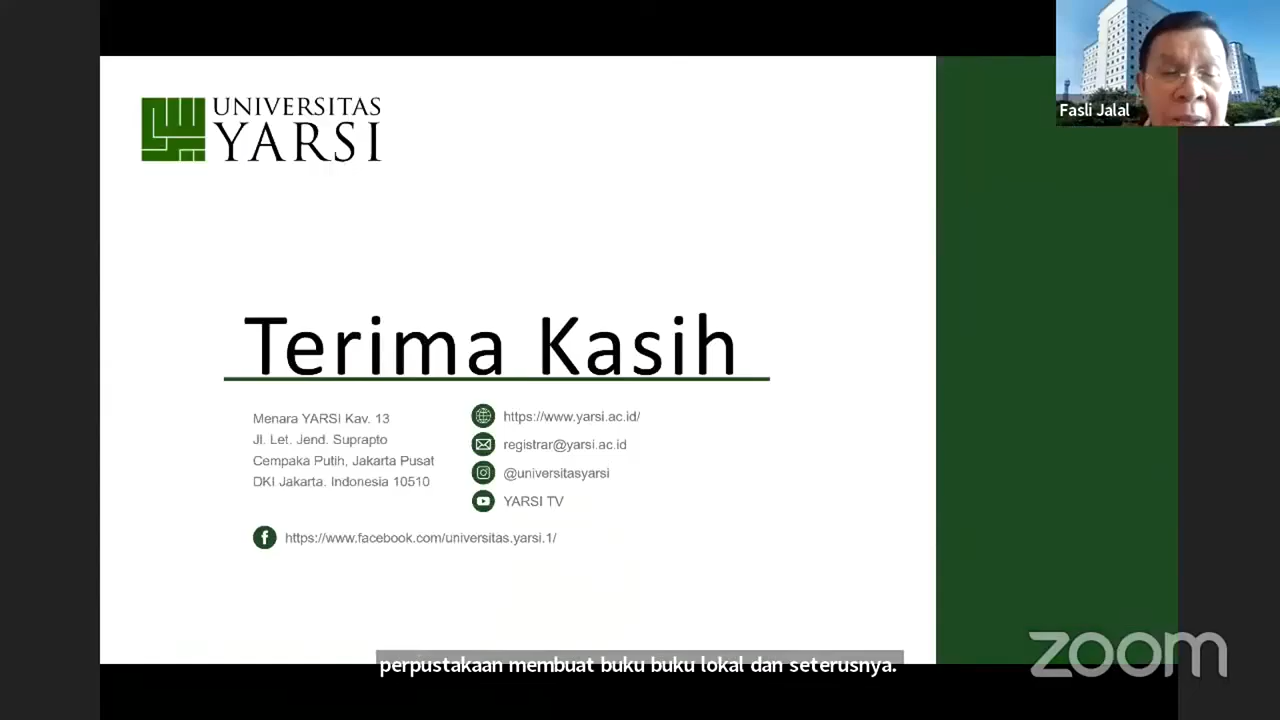 UNIVERSITAS
YARSI
Fasli Jalal
Terima Kasih
Menara YARSI Kav. 13
Jl. Let. Jend. Suprapto
Cempaka Putih, Jakarta Pusat
DKI Jakarta. Indonesia 10510
https://www.yarsi.ac.id/
registrar@yarsi.ac.id
@universitasyarsi
YARSI TV
https://www.facebook.com/universitas.yarsi.1/
perpustakaan membuat buku buku lokal dan seterusnya.
zoom